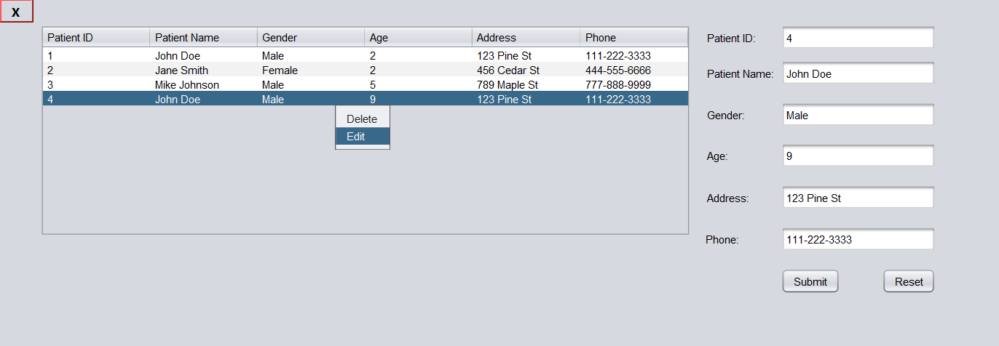 X
Patient ID Patient Name Gender Age Address Phone
1 John Doe Male 2 123 Pine St 111-222-3333
2 Jane Smith Female 2 456 Cedar St 444-555-6666
3 Mike Johnson Male 5 789 Maple St 777-888-9999
4 John Doe Male 9 123 Pine St 111-222-3333
Delete
Edit
Patient ID: 4
Patient Name: John Doe
Gender: Male
Age: 9
Address: 123 Pine St
Phone: 111-222-3333
Submit Reset